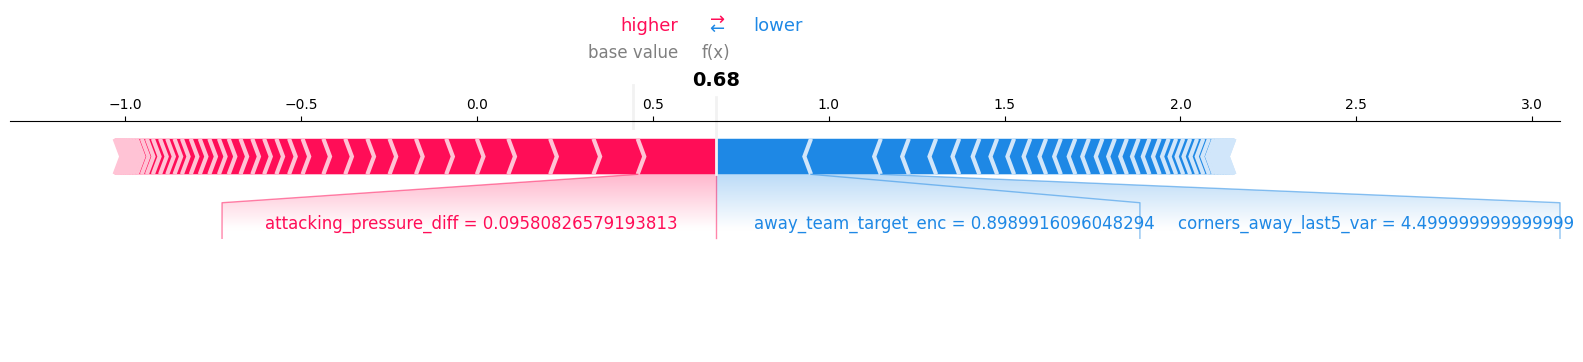 higher ⇄ lower
base value f(x)
0.68
−1.0 −0.5 0.0 0.5 1.0 1.5 2.0 2.5 3.0
attacking_pressure_diff = 0.09580826579193813 away_team_target_enc = 0.8989916096048294 corners_away_last5_var = 4.499999999999999